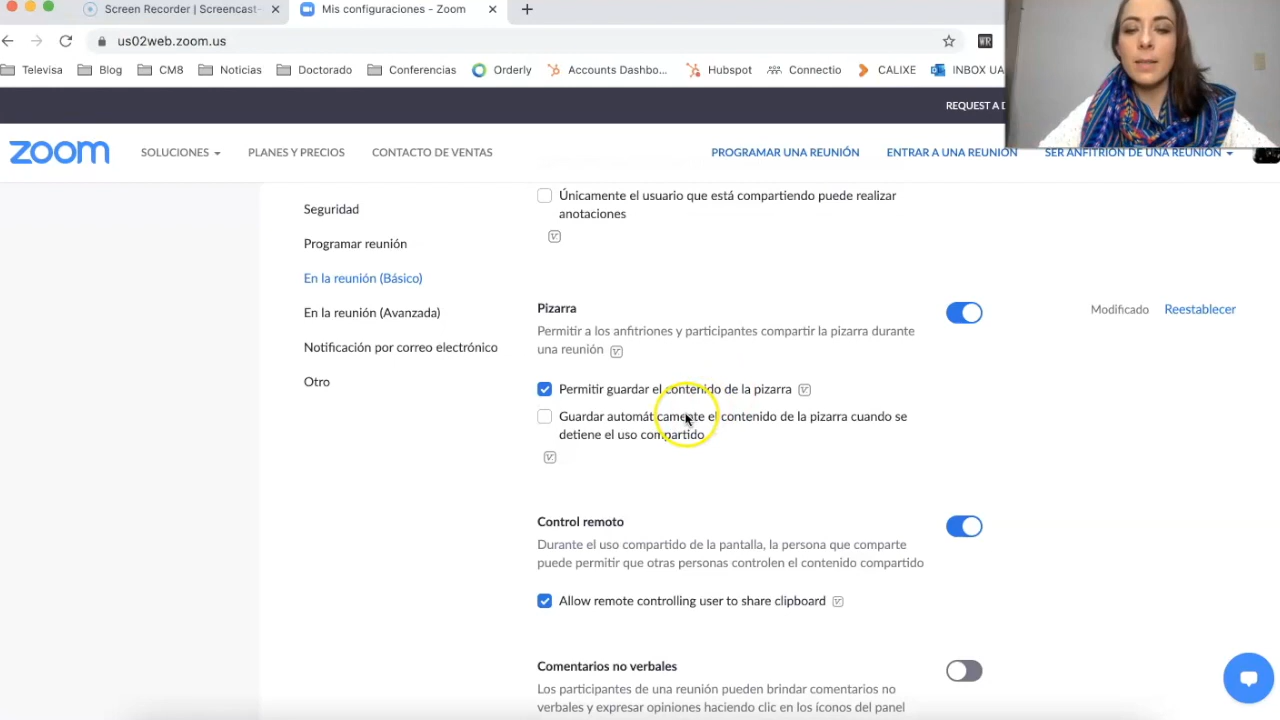 Screen Recorder | Screencast-
Mis configuraciones - Zoom
us02web.zoom.us
WR
Televisa
Blog
CM8
Noticias
Doctorado
Conferencias
Orderly
Accounts Dashbo...
Hubspot
Connectio
CALIXE
INBOX UA
REQUEST A D
zoom
SOLUCIONES
PLANES Y PRECIOS
CONTACTO DE VENTAS
PROGRAMAR UNA REUNIÓN
ENTRAR A UNA REUNIÓN
SER ANFITRIÓN DE UNA REUNIÓN
Seguridad
Programar reunión
En la reunión (Básico)
En la reunión (Avanzada)
Notificación por correo electrónico
Otro
Únicamente el usuario que está compartiendo puede realizar
anotaciones
Pizarra
Modificado
Reestablecer
Permitir a los anfitriones y participantes compartir la pizarra durante
una reunión
Permitir guardar el contenido de la pizarra
Guardar automáticamente el contenido de la pizarra cuando se
detiene el uso compartido
Control remoto
Durante el uso compartido de la pantalla, la persona que comparte
puede permitir que otras personas controlen el contenido compartido
Allow remote controlling user to share clipboard
Comentarios no verbales
Los participantes de una reunión pueden brindar comentarios no
verbales y expresar opiniones haciendo clic en los íconos del panel